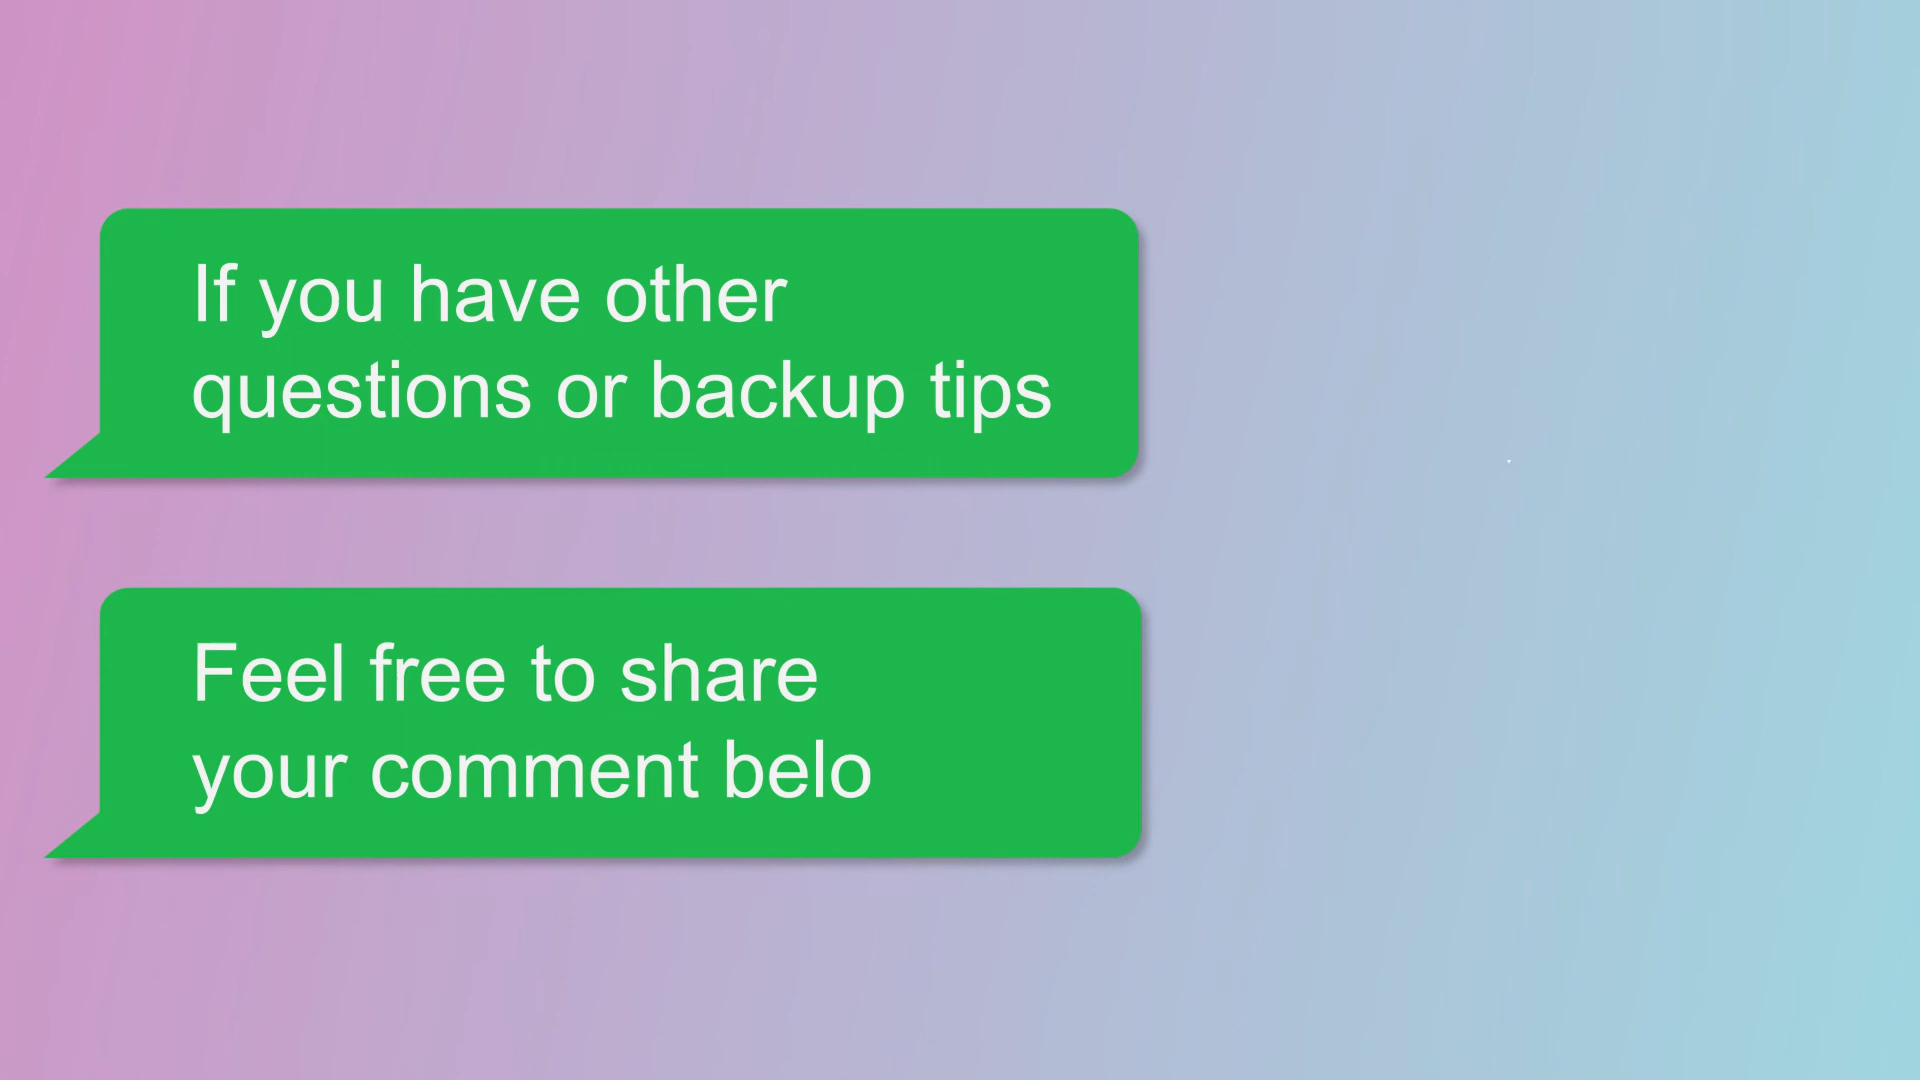 If you have other
questions or backup tips
Feel free to share
your comment belo